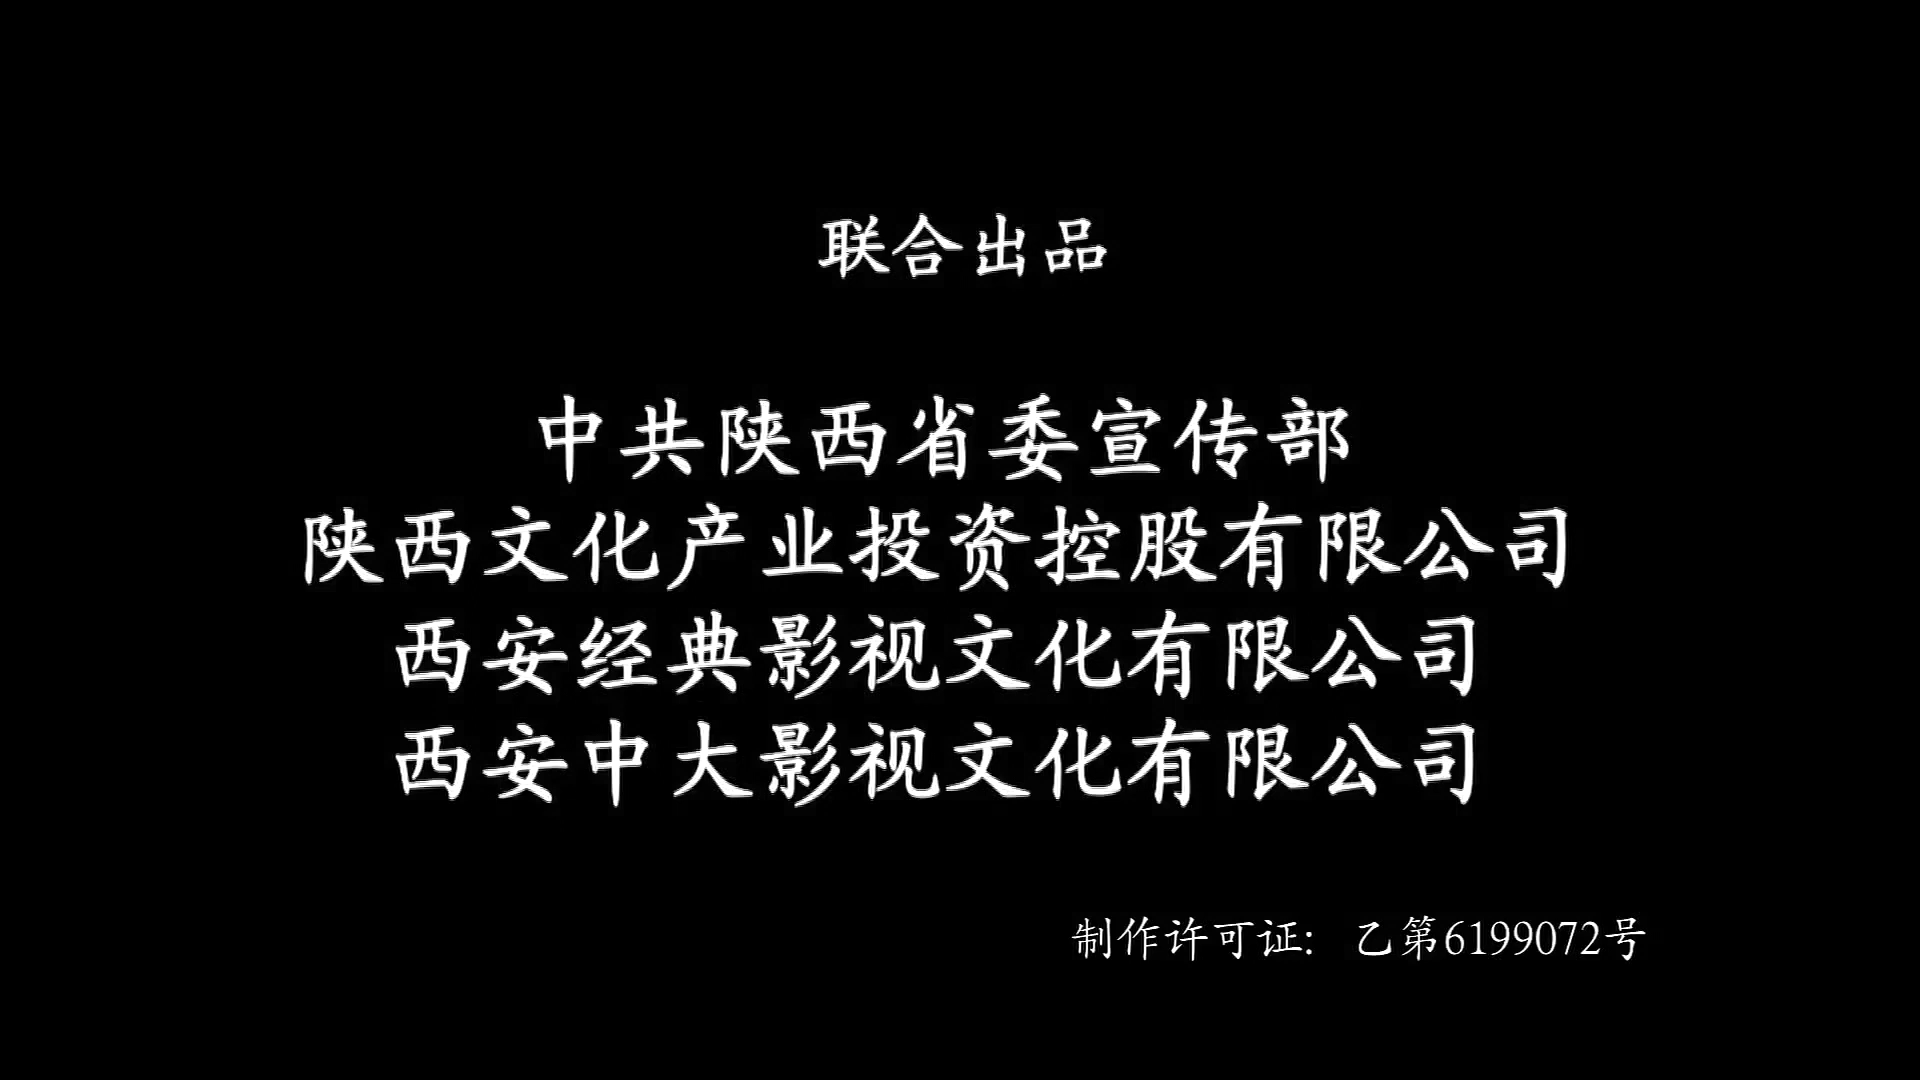 联合出品
中共陕西省委宣传部
陕西文化产业投资控股有限公司
西安经典影视文化有限公司
西安中大影视文化有限公司
制作许可证: 乙第6199072号